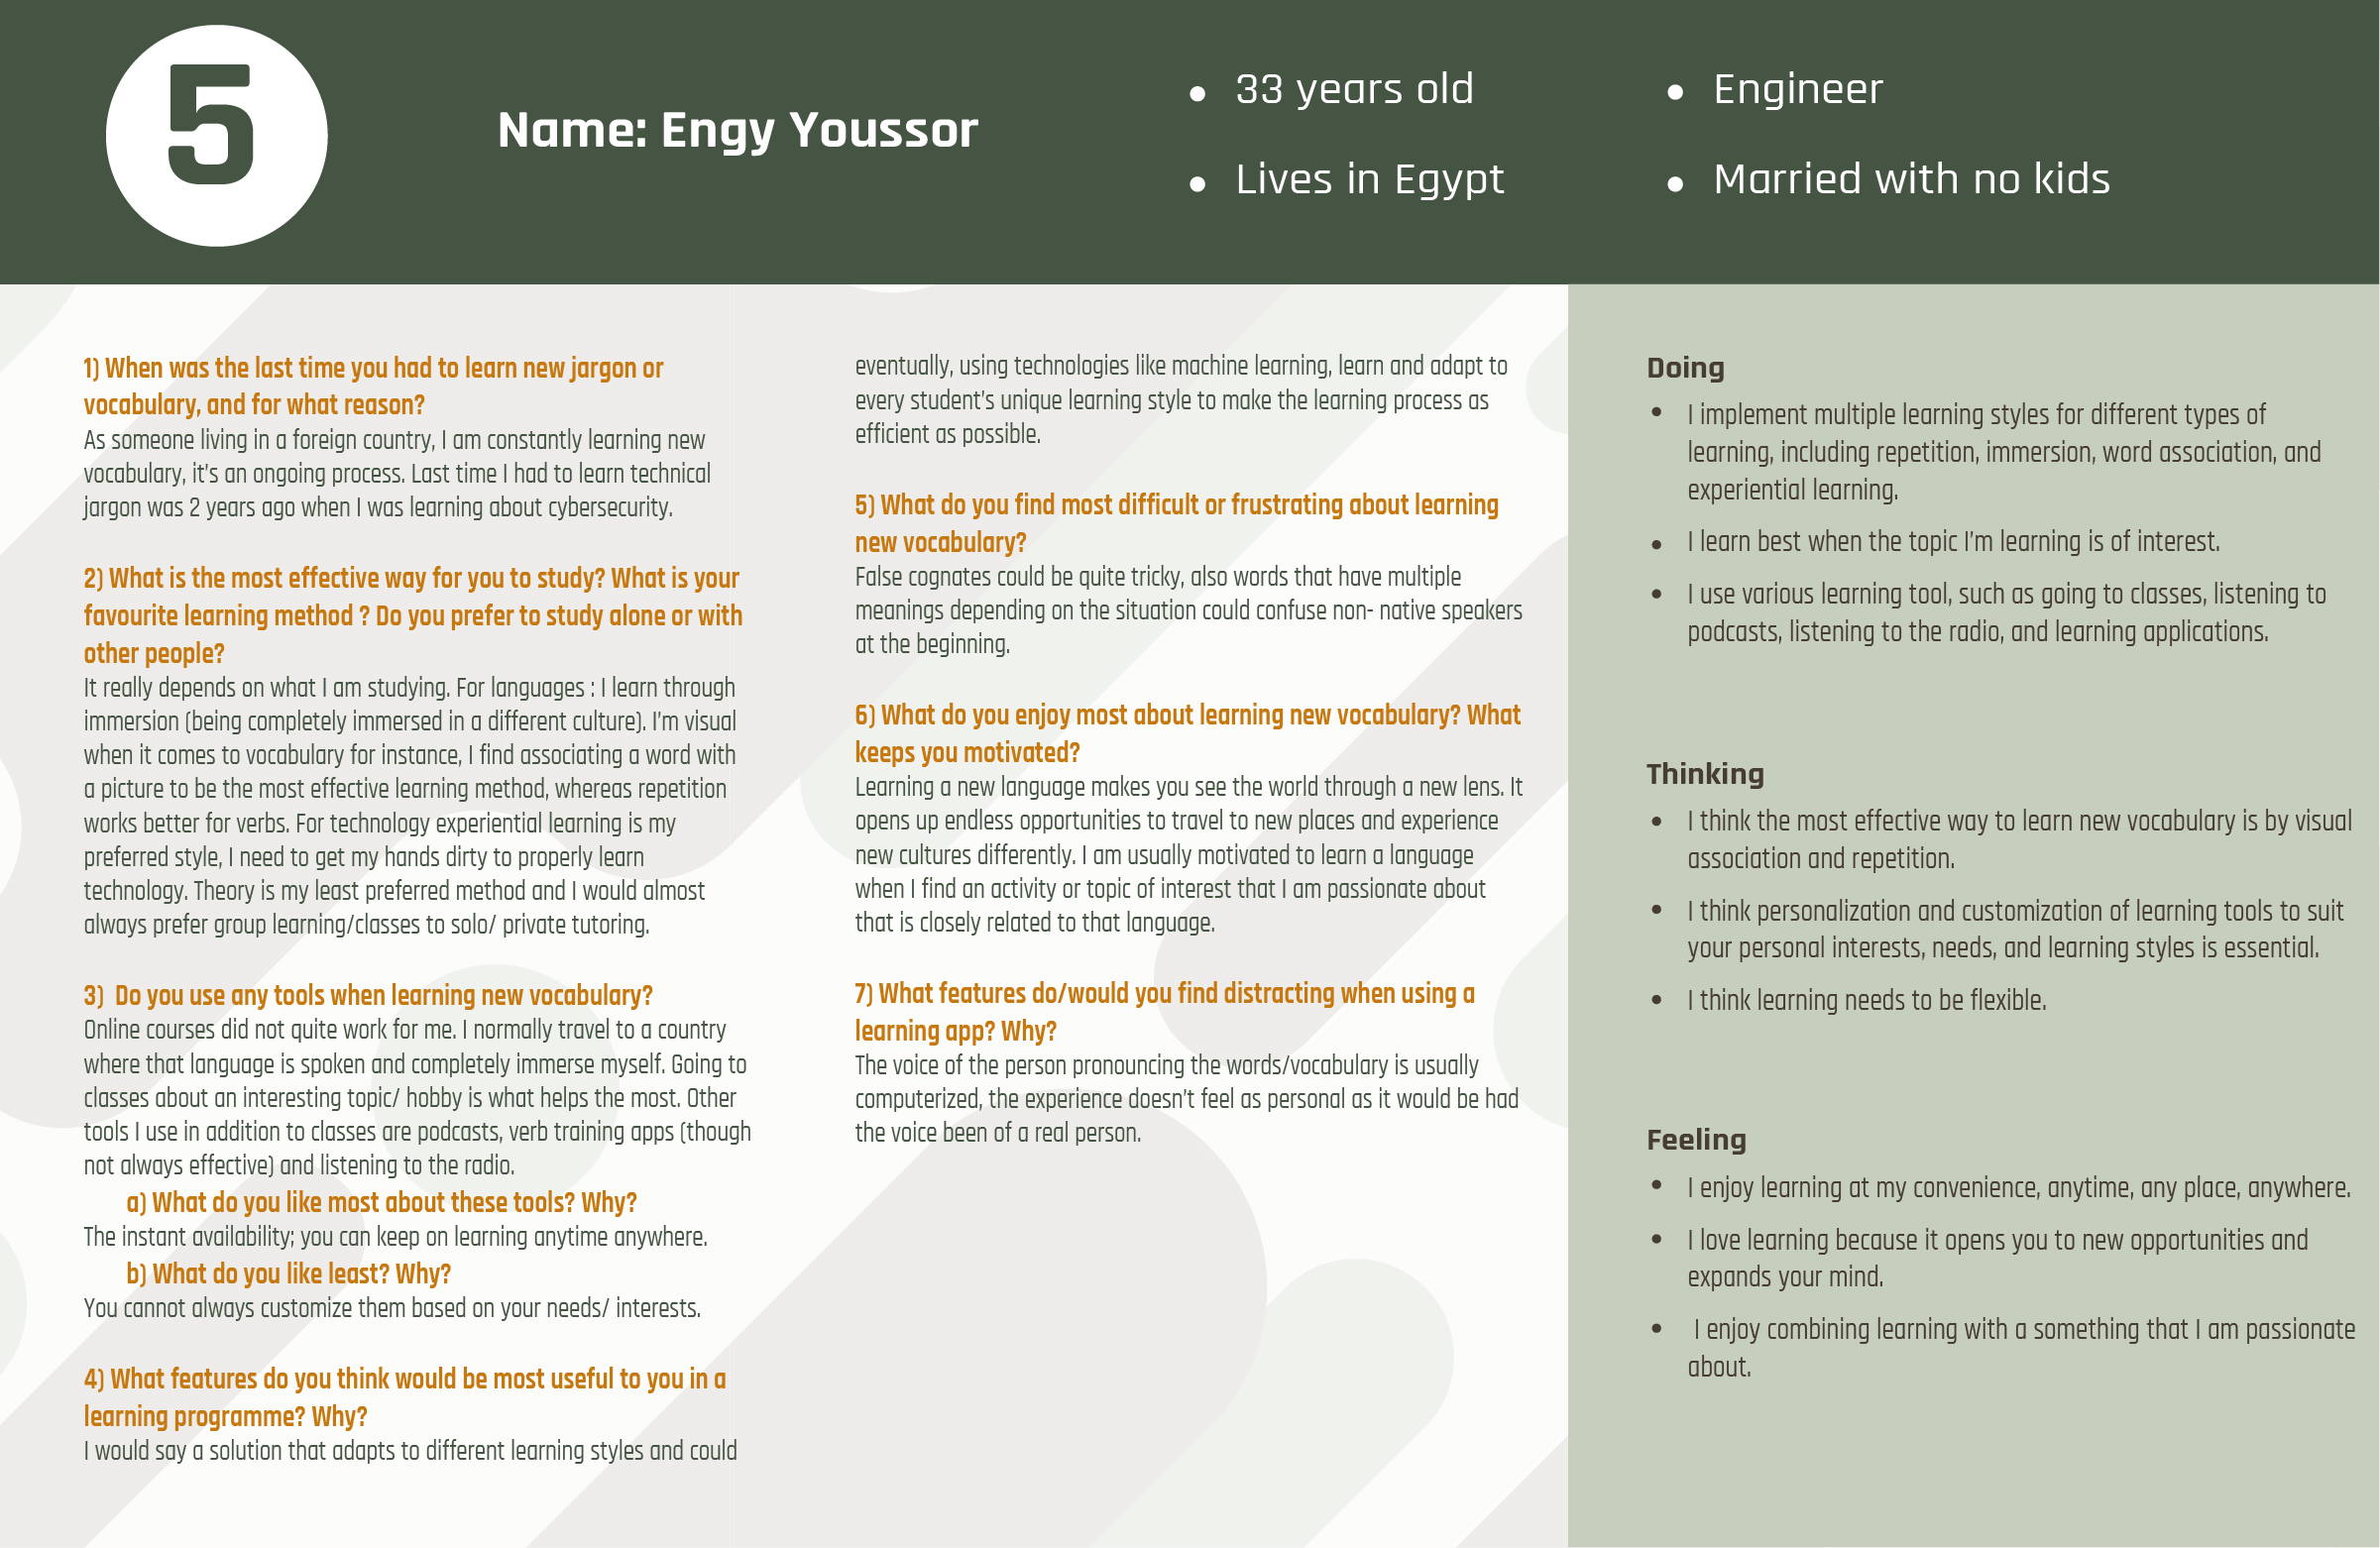 5
Name: Engy Youssor
• 33 years old
• Lives in Egypt
• Engineer
• Married with no kids
1) When was the last time you had to learn new jargon or
vocabulary, and for what reason?
As someone living in a foreign country, I am constantly learning new
vocabulary, it's an ongoing process. Last time I had to learn technical
jargon was 2 years ago when I was learning about cybersecurity.
2) What is the most effective way for you to study? What is your
favourite learning method ? Do you prefer to study alone or with
other people?
It really depends on what I am studying. For languages : I learn through
immersion (being completely immersed in a different culture). I'm visual
when it comes to vocabulary for instance, I find associating a word with
a picture to be the most effective learning method, whereas repetition
works better for verbs. For technology experiential learning is my
preferred style, I need to get my hands dirty to properly learn
technology. Theory is my least preferred method and I would almost
always prefer group learning/classes to solo/ private tutoring.
3)  Do you use any tools when learning new vocabulary?
Online courses did not quite work for me. I normally travel to a country
where that language is spoken and completely immerse myself. Going to
classes about an interesting topic/ hobby is what helps the most. Other
tools I use in addition to classes are podcasts, verb training apps (though
not always effective) and listening to the radio.
a) What do you like most about these tools? Why?
The instant availability; you can keep on learning anytime anywhere.
b) What do you like least? Why?
You cannot always customize them based on your needs/ interests.
4) What features do you think would be most useful to you in a
learning programme? Why?
I would say a solution that adapts to different learning styles and could
eventually, using technologies like machine learning, learn and adapt to
every student's unique learning style to make the learning process as
efficient as possible.
5) What do you find most difficult or frustrating about learning
new vocabulary?
False cognates could be quite tricky, also words that have multiple
meanings depending on the situation could confuse non- native speakers
at the beginning.
6) What do you enjoy most about learning new vocabulary? What
keeps you motivated?
Learning a new language makes you see the world through a new lens. It
opens up endless opportunities to travel to new places and experience
new cultures differently. I am usually motivated to learn a language
when I find an activity or topic of interest that I am passionate about
that is closely related to that language.
7) What features do/would you find distracting when using a
learning app? Why?
The voice of the person pronouncing the words/vocabulary is usually
computerized, the experience doesn't feel as personal as it would be had
the voice been of a real person.
Doing
• I implement multiple learning styles for different types of
learning, including repetition, immersion, word association, and
experiential learning.
• I learn best when the topic I'm learning is of interest.
• I use various learning tool, such as going to classes, listening to
podcasts, listening to the radio, and learning applications.
Thinking
• I think the most effective way to learn new vocabulary is by visual
association and repetition.
• I think personalization and customization of learning tools to suit
your personal interests, needs, and learning styles is essential.
• I think learning needs to be flexible.
Feeling
• I enjoy learning at my convenience, anytime, any place, anywhere.
• I love learning because it opens you to new opportunities and
expands your mind.
• I enjoy combining learning with a something that I am passionate
about.